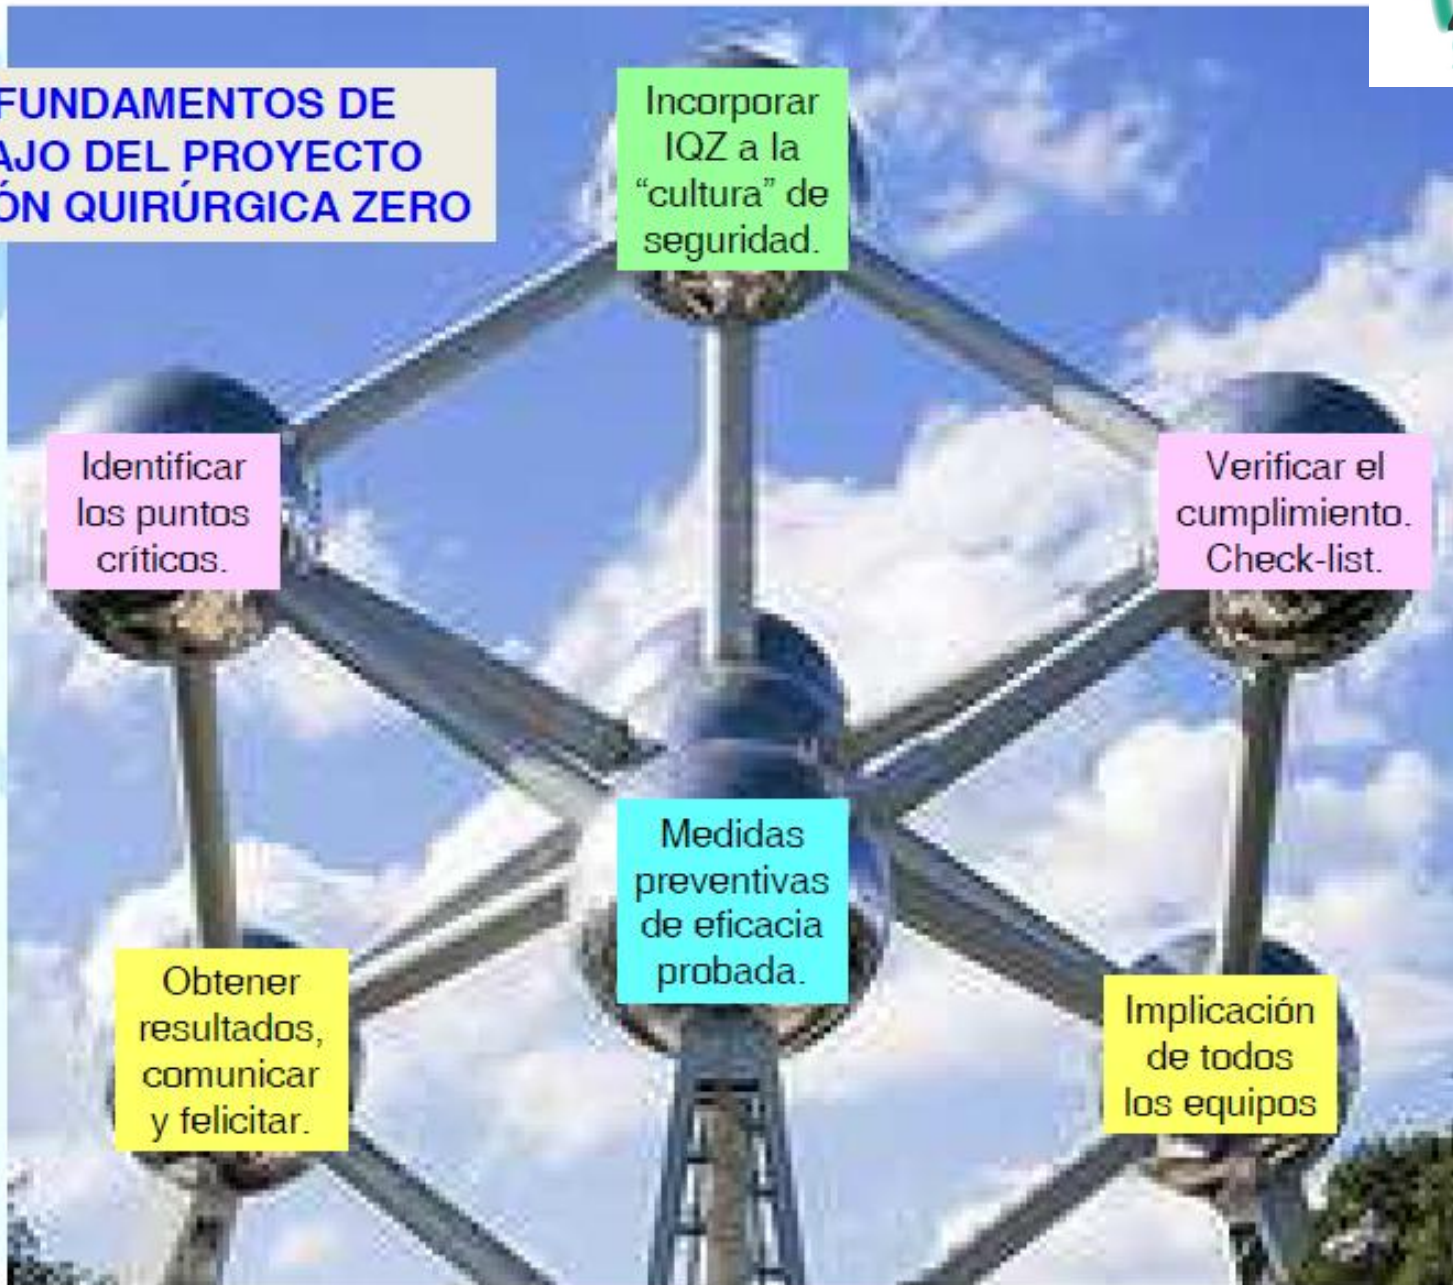 FUNDAMENTOS DE
AJO DEL PROYECTO
ÓN QUIRÚRGICA ZERO
Incorporar
IQZ a la
“cultura” de
seguridad.
Identificar
los puntos
críticos.
Verificar el
cumplimiento.
Check-list.
Medidas
preventivas
de eficacia
probada.
Obtener
resultados,
comunicar
y felicitar.
Implicación
de todos
los equipos